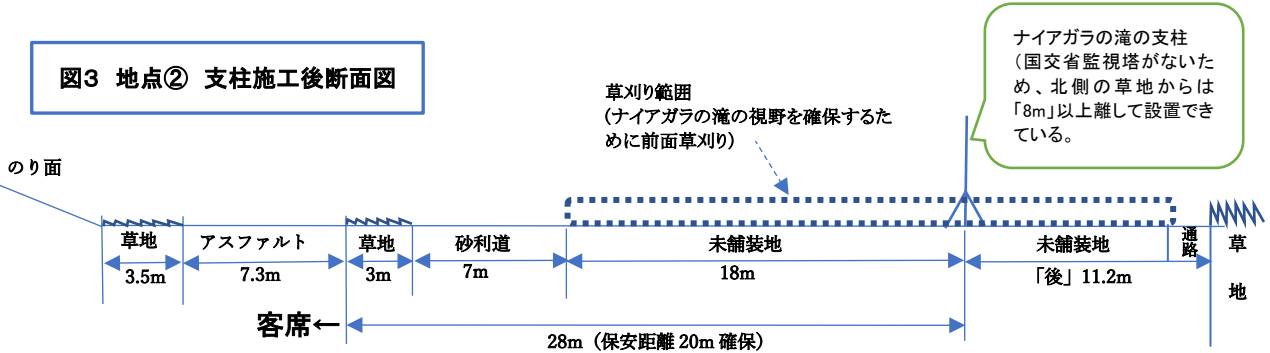 図3 地点② 支柱施工後断面図
ナイアガラの滝の支柱
(国交省監視塔がないた
め、北側の草地からは
「8m」以上離して設置でき
ている。
草刈り範囲
(ナイアガラの滝の視野を確保するた
めに前面草刈り)
のり面
草地
アスファルト
草地
砂利道
未舗装地
未舗装地
通路
草地
3.5m
7.3m
3m
7m
18m
「後」11.2m
客席←
28m(保安距離 20m 確保)